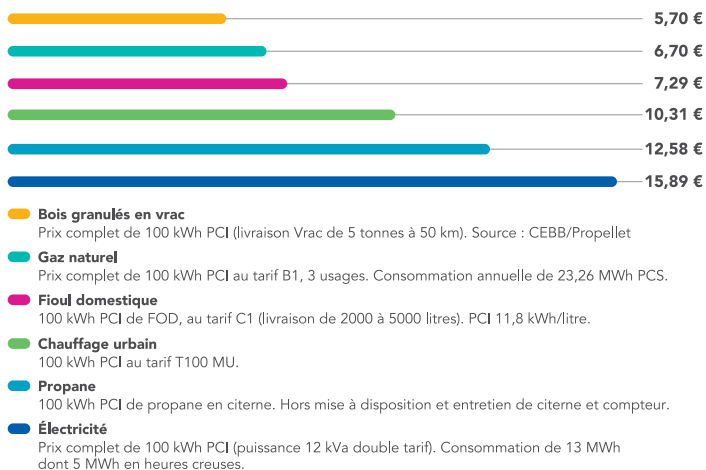 5,70 €
6,70 €
7,29 €
10,31 €
12,58 €
15,89 €
Bois granulés en vrac
Prix complet de 100 kWh PCI (livraison Vrac de 5 tonnes à 50 km). Source : CEBB/Propellet
Gaz naturel
Prix complet de 100 kWh PCI au tarif B1, 3 usages. Consommation annuelle de 23,26 MWh PCS.
Fioul domestique
100 kWh PCI de FOD, au tarif C1 (livraison de 2000 à 5000 litres). PCI 11,8 kWh/litre.
Chauffage urbain
100 kWh PCI au tarif T100 MU.
Propane
100 kWh PCI de propane en citerne. Hors mise à disposition et entretien de citerne et compteur.
Électricité
Prix complet de 100 kWh PCI (puissance 12 kVa double tarif). Consommation de 13 MWh
dont 5 MWh en heures creuses.